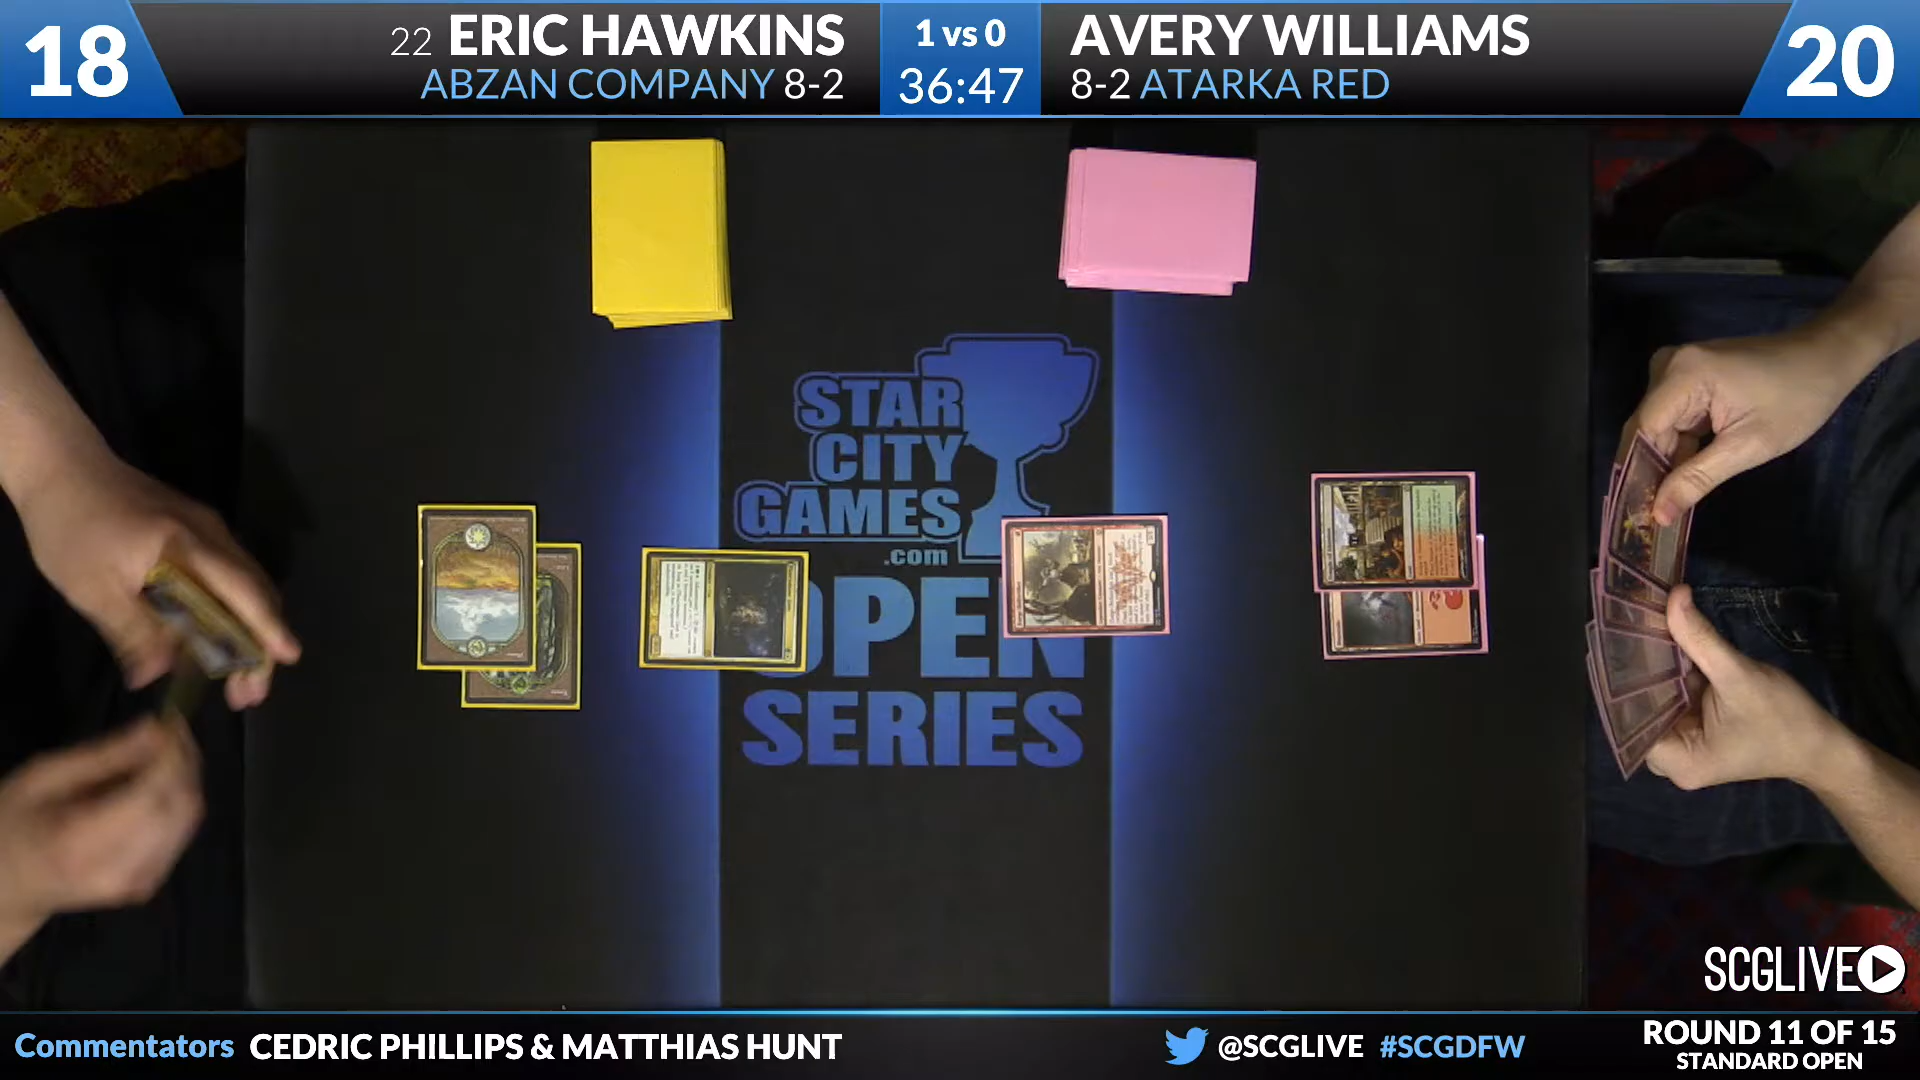 18
22 ERIC HAWKINS
ABZAN COMPANY 8-2
1 vs 0
36:47
AVERY WILLIAMS
8-2 ATARKA RED
20
STAR
CITY
GAMES
.com
OPEN
SERIES
SCGLIVE
Commentators CEDRIC PHILLIPS & MATTHIAS HUNT
@SCGLIVE #SCGDFW
ROUND 11 OF 15
STANDARD OPEN